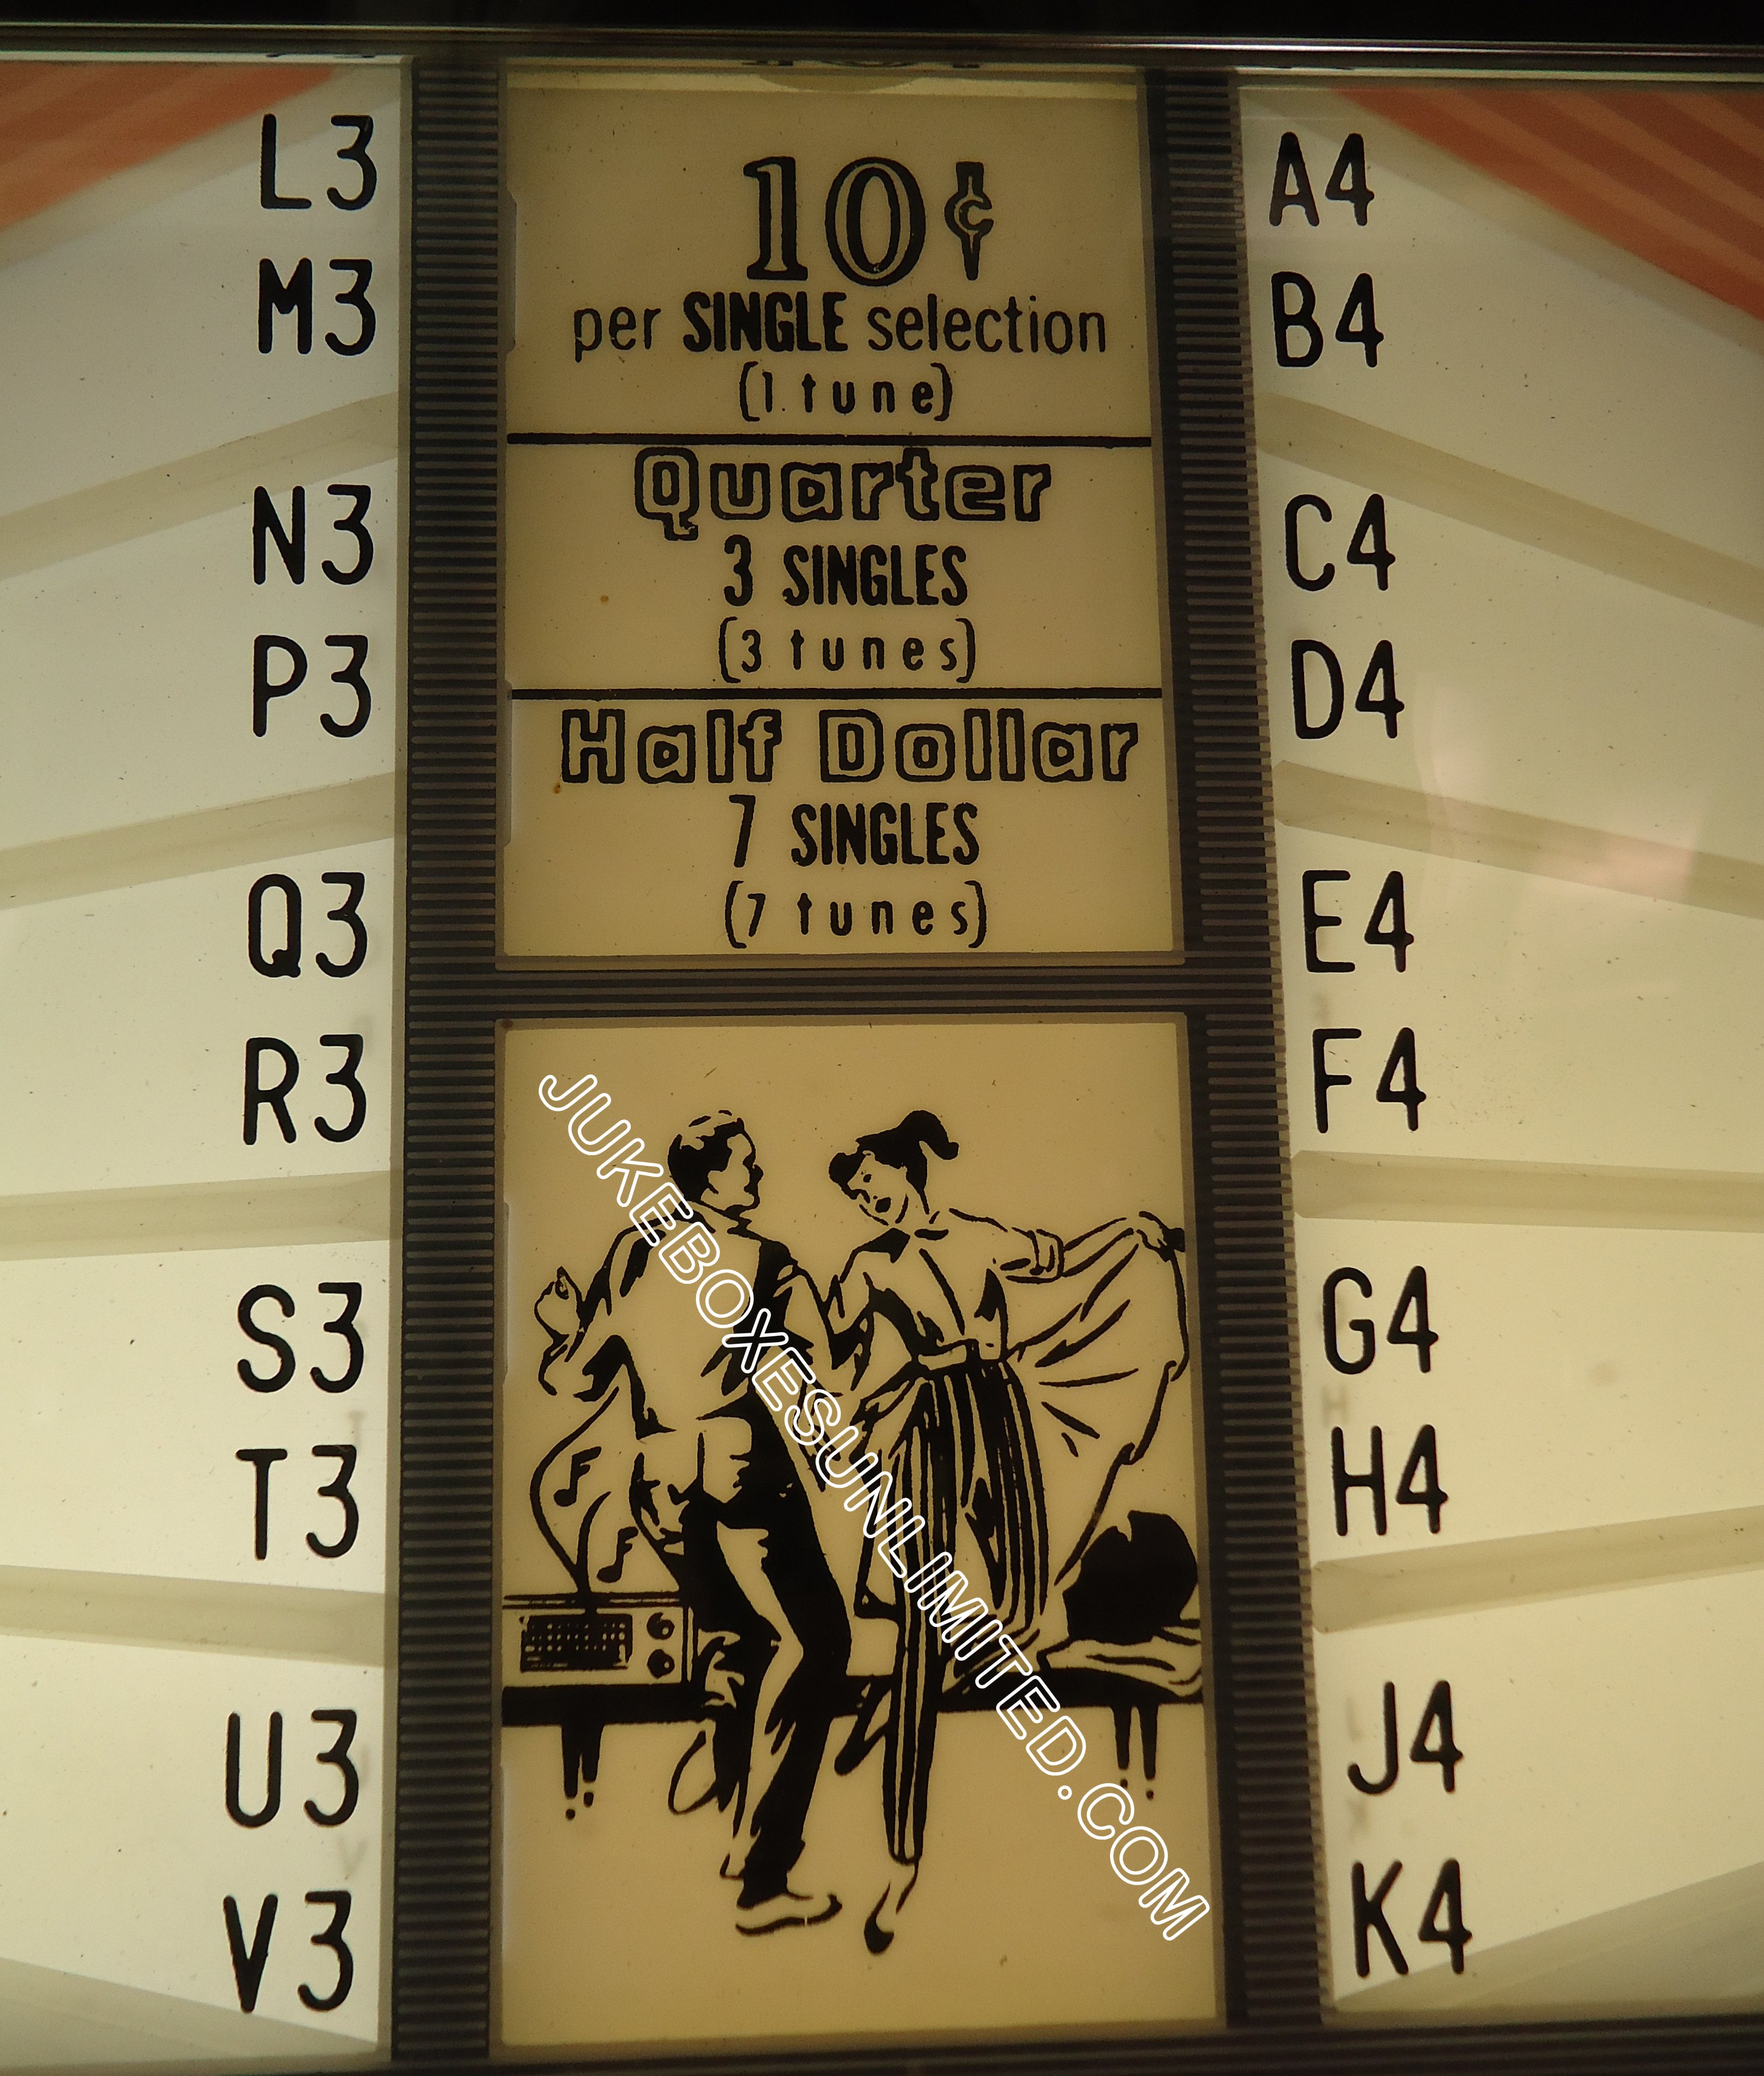 L3
M3
N3
P3
Q3
R3
S3
T3
U3
V3
10¢
per SINGLE selection
(1 tune)
Quarter
3 SINGLES
(3 tunes)
Half Dollar
7 SINGLES
(7 tunes)
JUKEBOXESUNLIMITED.COM
A4
B4
C4
D4
E4
F4
G4
H4
J4
K4